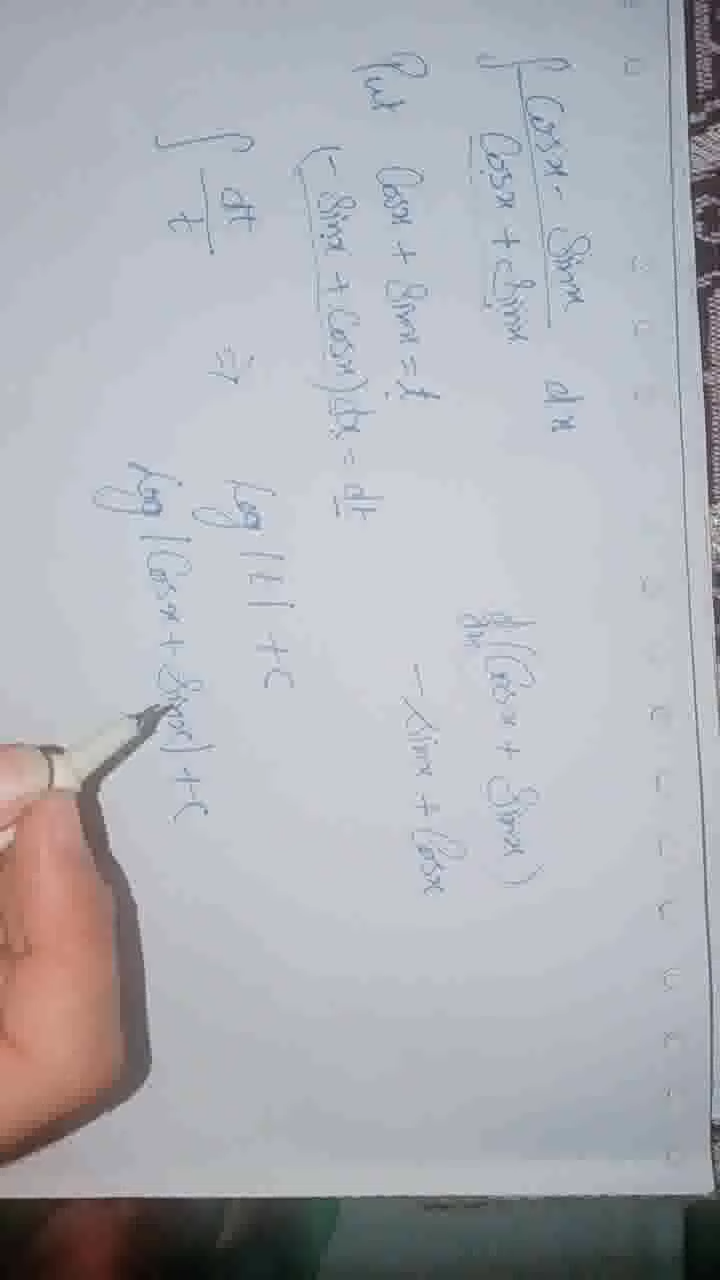 ∫ Cosx - Sinx / Cosx + Sinx dx
d/dx (Cosx + Sinx)
- Sinx + Cosx
Put Cosx + Sinx = t
(-Sinx + Cosx) dx = dt
∫ dt/t ⇒ log |t| + c
log |Cosx + Sinx| + c